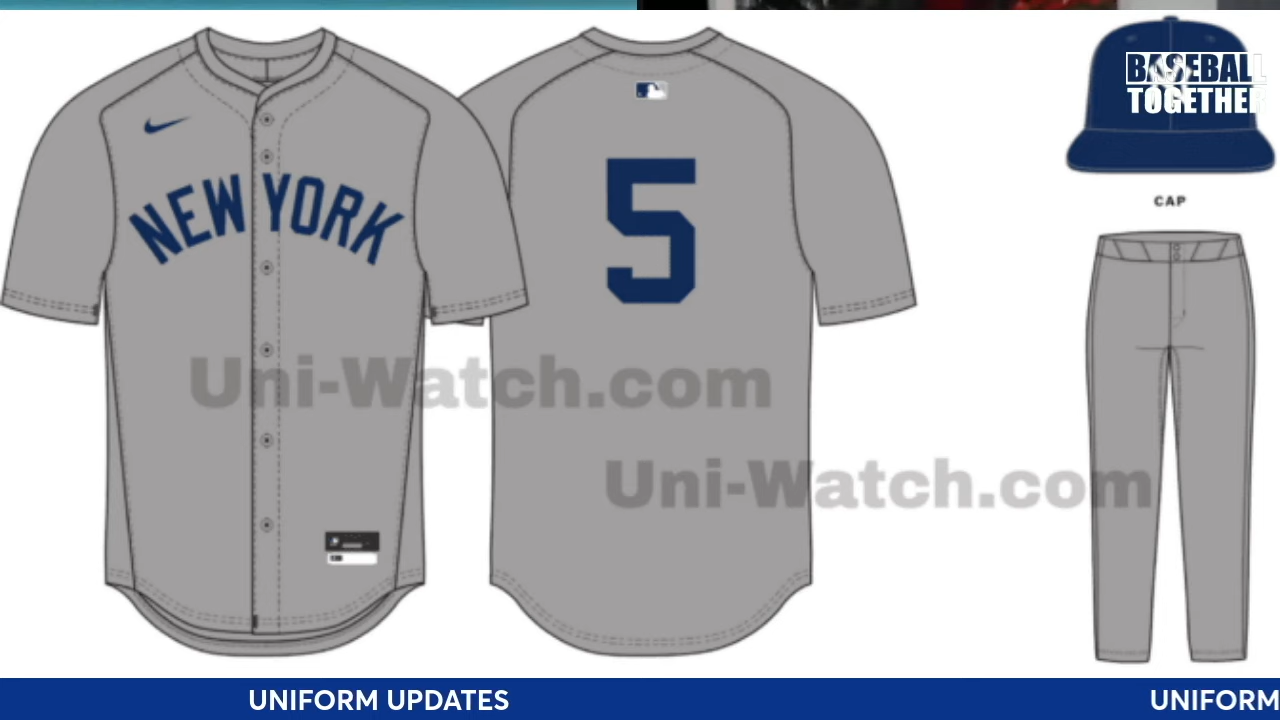 BASEBALL
TOGETHER
NEW YORK
5
CAP
Uni-Watch.com
Uni-Watch.com
UNIFORM UPDATES
UNIFORM